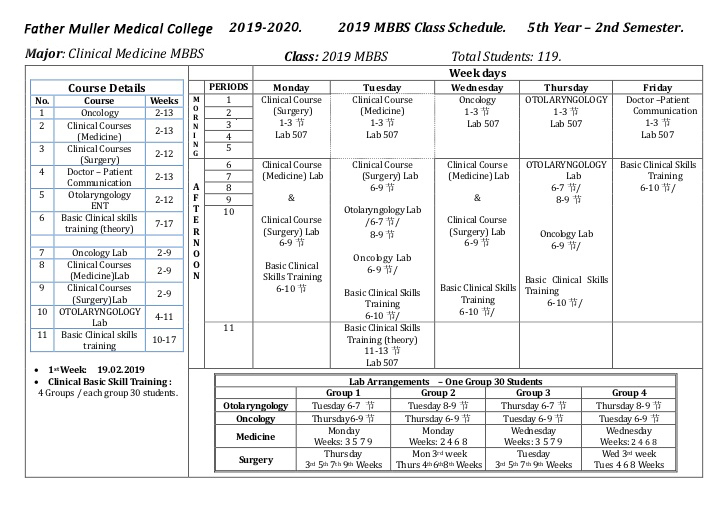 Father Muller Medical College 2019-2020. 2019 MBBS Class Schedule. 5th Year – 2nd Semester.
Major: Clinical Medicine MBBS Class: 2019 MBBS Total Students: 119.
Course Details
No. Course Weeks
1 Oncology 2-13
2 Clinical Courses (Medicine) 2-13
3 Clinical Courses (Surgery) 2-12
4 Doctor – Patient Communication 2-13
5 Otolaryngology ENT 2-12
6 Basic Clinical skills training (theory) 7-17
7 Oncology Lab 2-9
8 Clinical Courses (Medicine)Lab 2-9
9 Clinical Courses (Surgery)Lab 2-9
10 OTOLARYNGOLOGY Lab 4-11
11 Basic Clinical skills training 10-17
• 1st Week 19.02.2019
• Clinical Basic Skill Training :
4 Groups / each group 30 students.
Week days
PERIODS Monday Tuesday Wednesday Thursday Friday
MORNING
1
2
3
4
5
Clinical Course
(Surgery)
1-3 节
Lab 507
Clinical Course
(Medicine)
1-3 节
Lab 507
Oncology
1-3 节
Lab 507
OTOLARYNGOLOGY
1-3 节
Lab 507
Doctor –Patient
Communication
1-3 节
Lab 507
AFTERNOON
6
7
8
9
10
Clinical Course
(Medicine) Lab
&
Clinical Course
(Surgery) Lab
6-9 节
Basic Clinical
Skills Training
6-10 节/
Clinical Course
(Surgery) Lab
6-9 节
Otolaryngology Lab
/6-7 节/
8-9 节
Oncology Lab
6-9 节/
Basic Clinical Skills
Training
6-10 节/
Clinical Course
(Medicine) Lab
&
Clinical Course
(Surgery) Lab
6-9 节
Basic Clinical Skills
Training
6-10 节/
OTOLARYNGOLOGY
Lab
6-7 节/
8-9 节
Oncology Lab
6-9 节/
Basic Clinical Skills
Training
6-10 节/
Basic Clinical Skills
Training
6-10 节/
11
Basic Clinical Skills
Training (theory)
11-13 节
Lab 507
Lab Arrangements – One Group 30 Students
Group 1 Group 2 Group 3 Group 4
Otolaryngology Tuesday 6-7 节 Tuesday 8-9 节 Thursday 6-7 节 Thursday 8-9 节
Oncology Thursday6-9 节 Thursday 6-9 节 Tuesday 6-9 节 Tuesday 6-9 节
Medicine Monday Weeks: 3 5 7 9 Monday Weeks: 2 4 6 8 Wednesday Weeks: 3 5 7 9 Wednesday Weeks: 2 4 6 8
Surgery Thursday 3rd 5th 7th 9th Weeks Mon 3rd week Thurs 4th 6th 8th Weeks Tuesday 3rd 5th 7th 9th Weeks Wed 3rd week Tues 4 6 8 Weeks